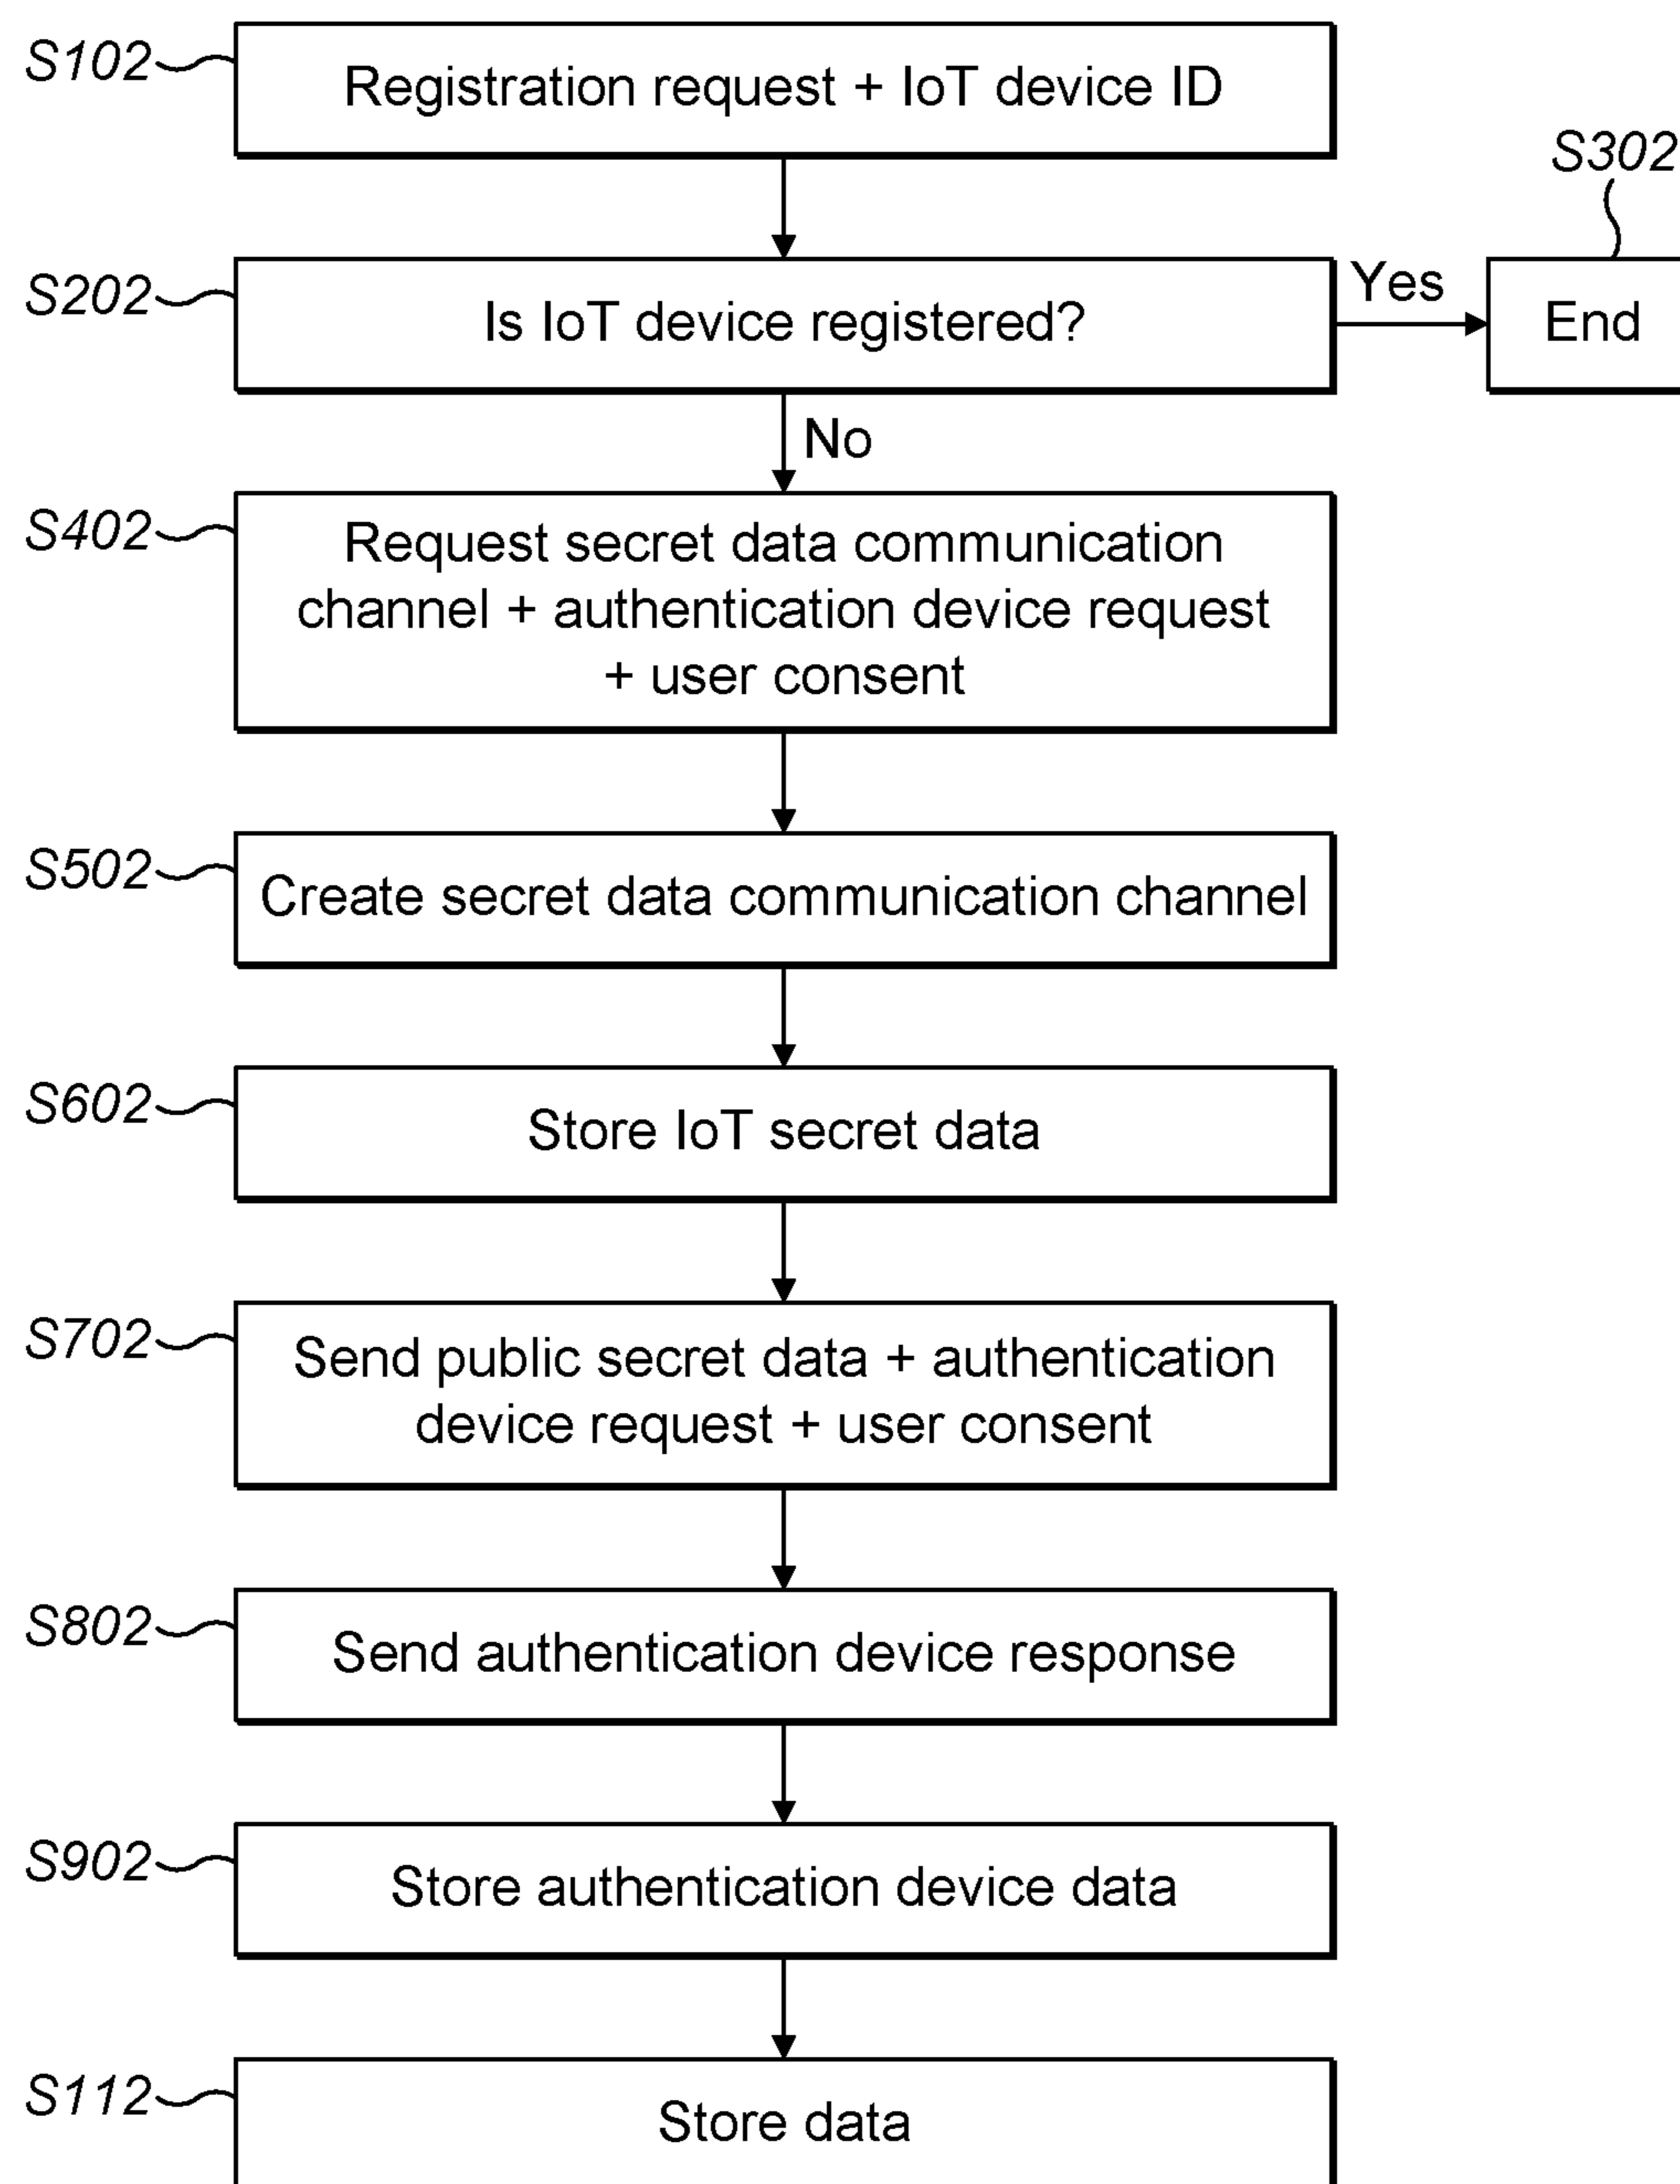 S102
Registration request + IoT device ID
S302
S202
Is IoT device registered?
Yes
End
No
S402
Request secret data communication
channel + authentication device request
+ user consent
S502
Create secret data communication channel
S602
Store IoT secret data
S702
Send public secret data + authentication
device request + user consent
S802
Send authentication device response
S902
Store authentication device data
S112
Store data